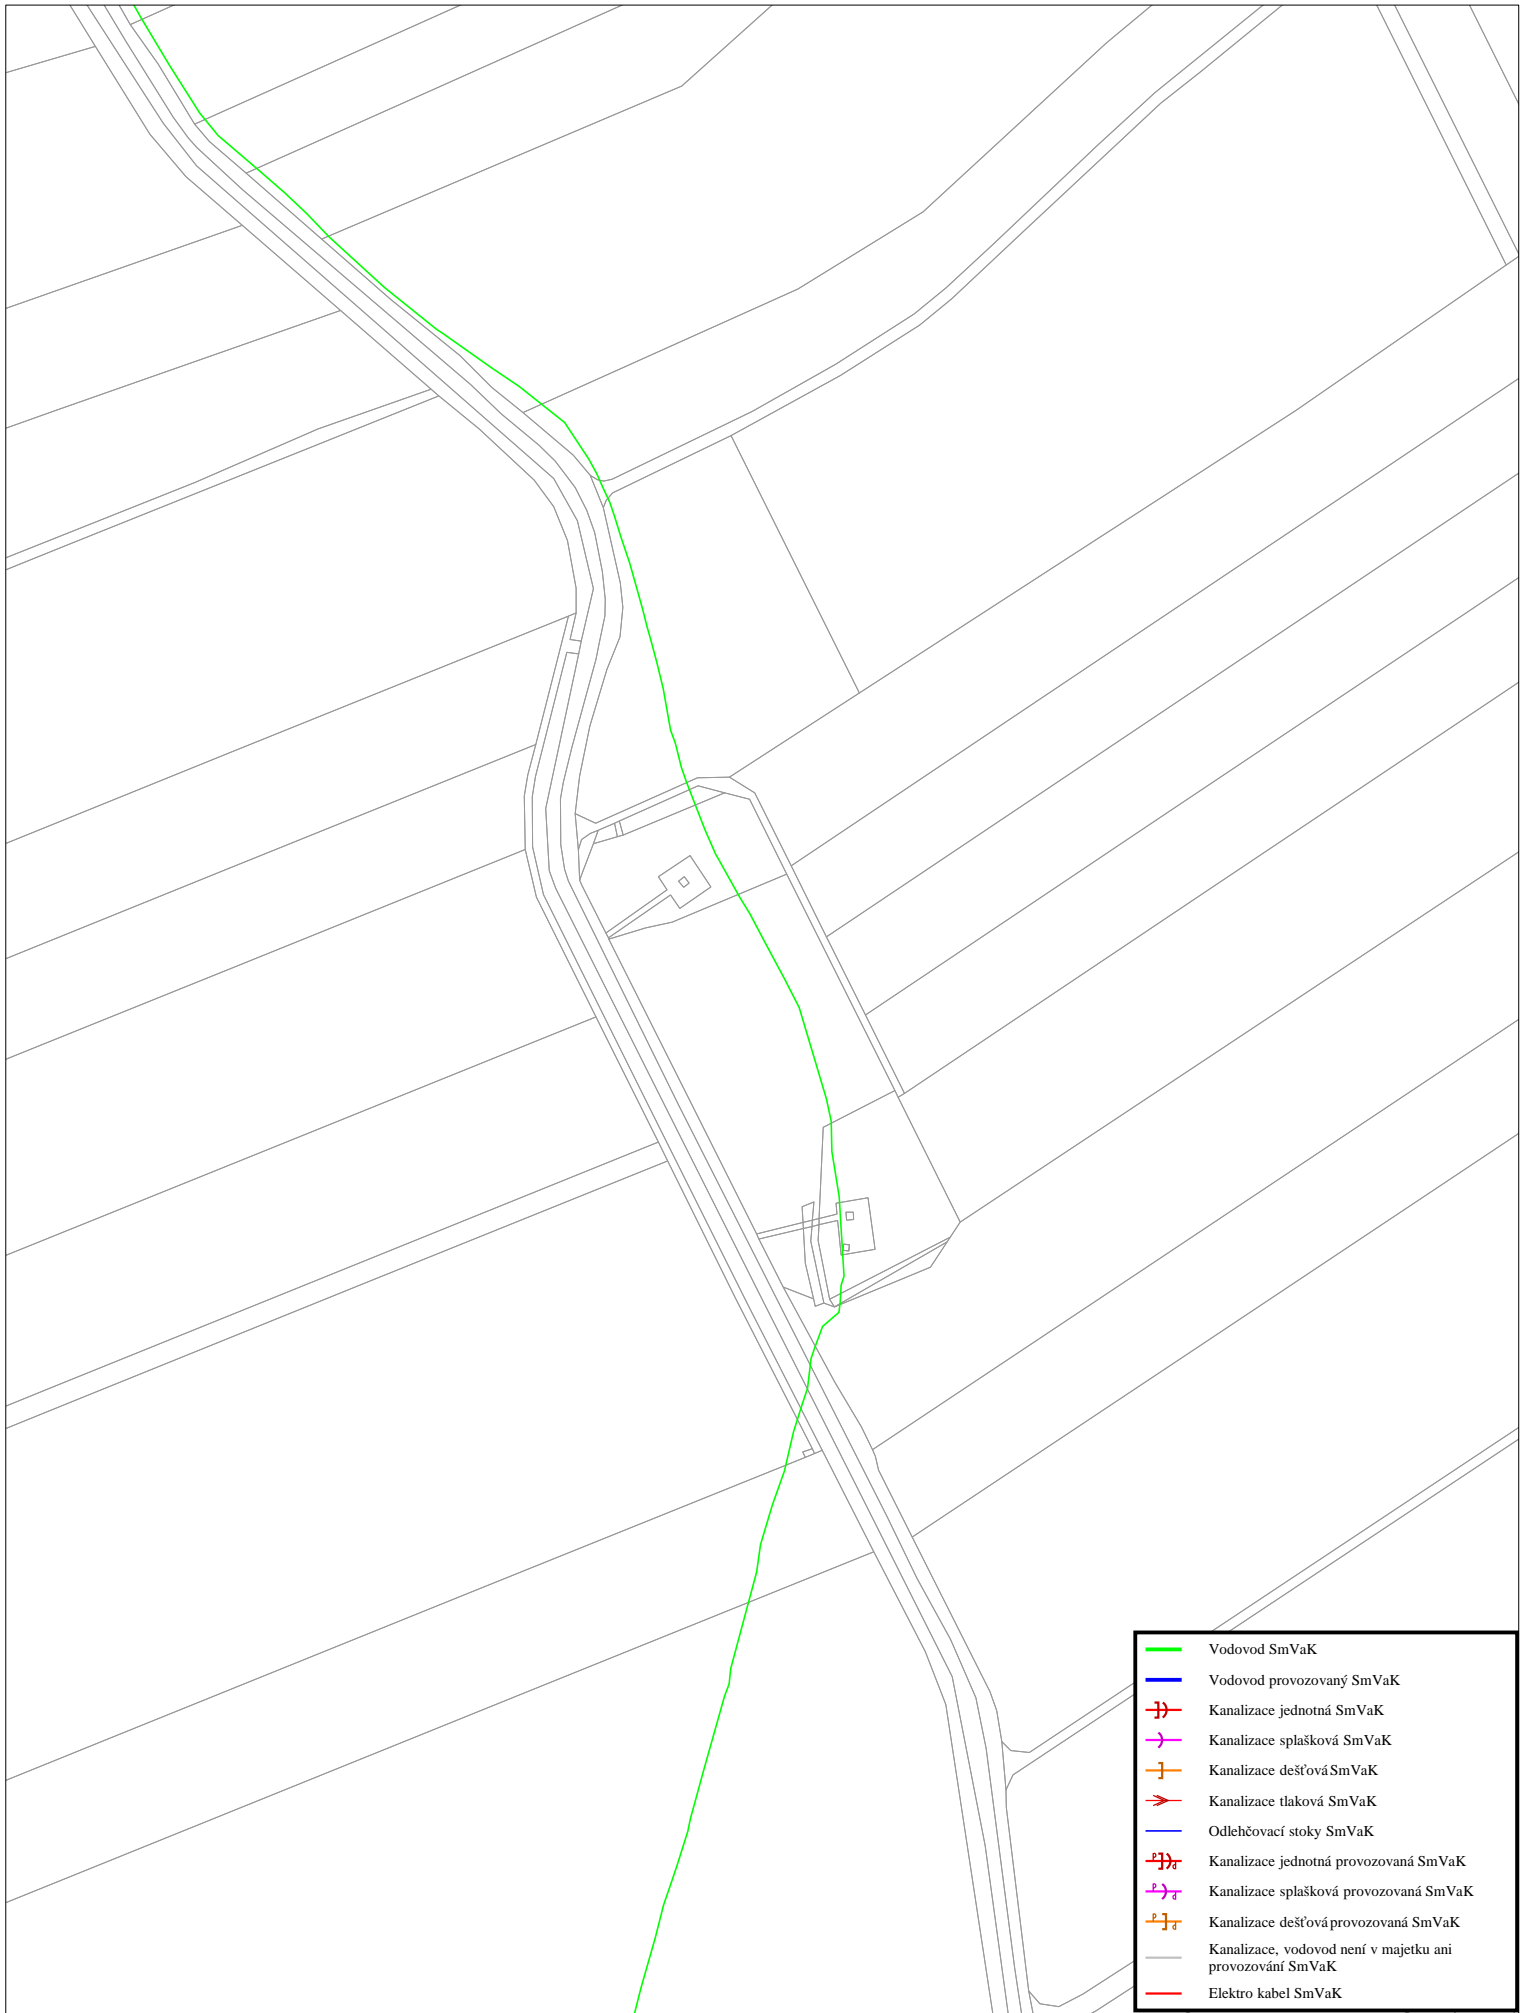 Vodovod SmVaK
Vodovod provozovaný SmVaK
Kanalizace jednotná SmVaK
Kanalizace splašková SmVaK
Kanalizace dešťová SmVaK
Kanalizace tlaková SmVaK
Odlehčovací stoky SmVaK
Kanalizace jednotná provozovaná SmVaK
Kanalizace splašková provozovaná SmVaK
Kanalizace dešťová provozovaná SmVaK
Kanalizace, vodovod není v majetku ani
provozování SmVaK
Elektro kabel SmVaK